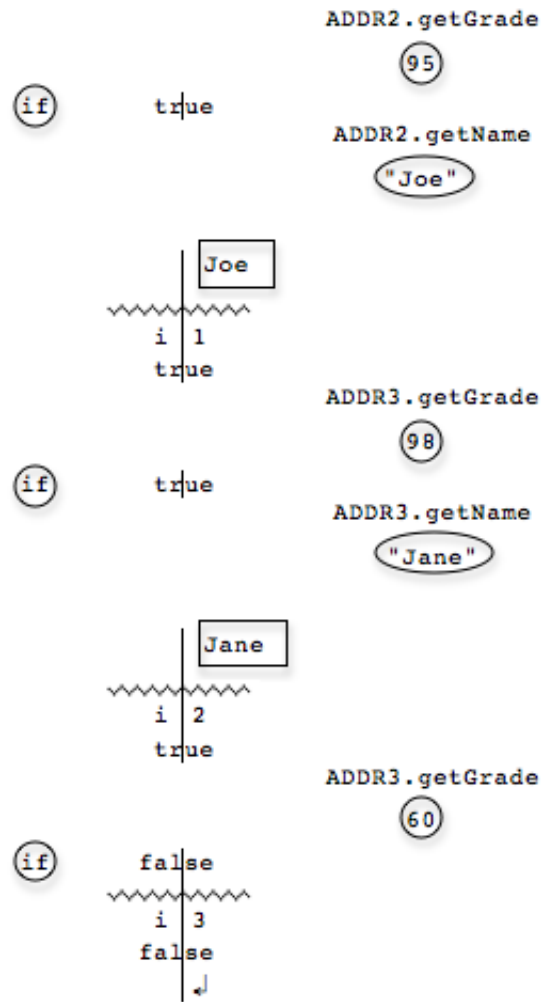 ADDR2.getGrade
95
if true
ADDR2.getName
"Joe"
Joe
i 1
true
ADDR3.getGrade
98
if true
ADDR3.getName
"Jane"
Jane
i 2
true
ADDR3.getGrade
60
if false
i 3
false
↲